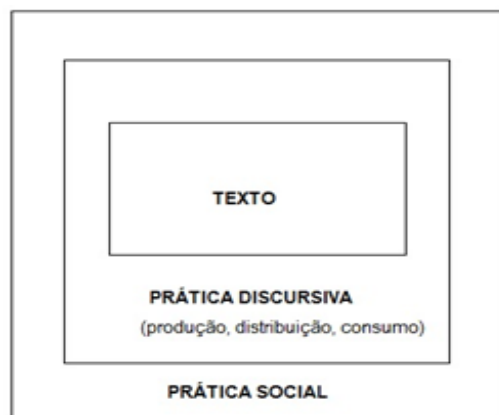 TEXTO
PRÁTICA DISCURSIVA
(produção, distribuição, consumo)
PRÁTICA SOCIAL